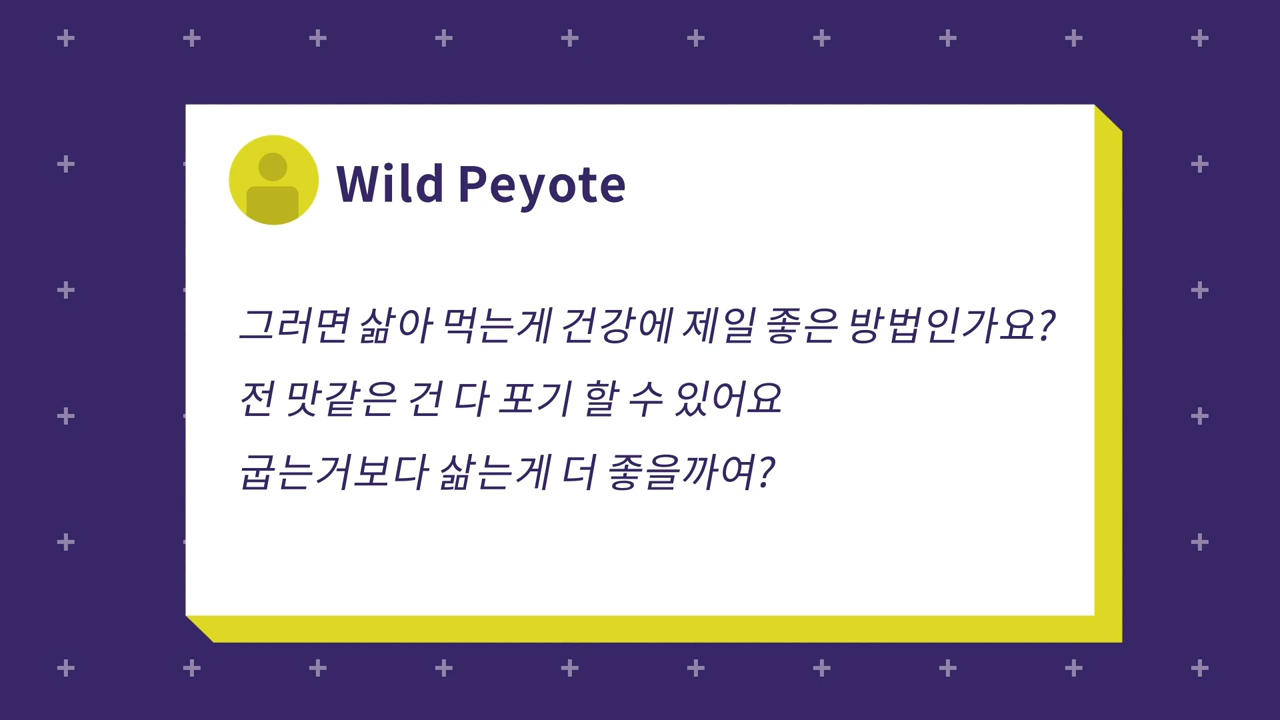 Wild Peyote
그러면 삶아 먹는게 건강에 제일 좋은 방법인가요?
전 맛같은 건 다 포기 할 수 있어요
굽는거보다 삶는게 더 좋을까여?